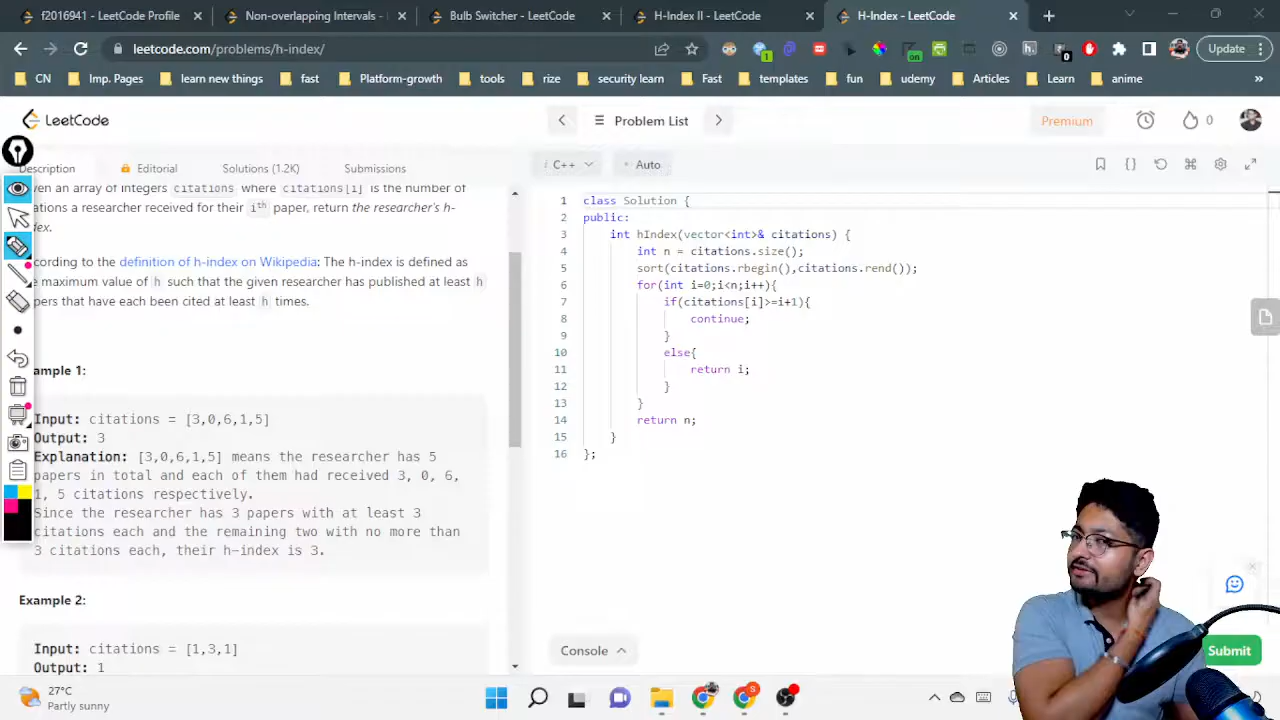 f2016941 - LeetCode Profile
Non-overlapping Intervals -
Bulb Switcher - LeetCode
H-Index II - LeetCode
H-Index - LeetCode
leetcode.com/problems/h-index/
1
on
0
Update
CN
Imp. Pages
learn new things
fast
Platform-growth
tools
rize
security learn
Fast
templates
fun
udemy
Articles
Learn
anime
»
LeetCode
Problem List
Premium
0
Description
Editorial
Solutions (1.2K)
Submissions
i C++
Auto
ven an array of integers citations where citations[i] is the number of
ations a researcher received for their ith paper, return the researcher's h-
dex.
cording to the definition of h-index on Wikipedia: The h-index is defined as
e maximum value of h such that the given researcher has published at least h
pers that have each been cited at least h times.
ample 1:
Input: citations = [3,0,6,1,5]
Output: 3
Explanation: [3,0,6,1,5] means the researcher has 5
papers in total and each of them had received 3, 0, 6,
1, 5 citations respectively.
Since the researcher has 3 papers with at least 3
citations each and the remaining two with no more than
3 citations each, their h-index is 3.
Example 2:
Input: citations = [1,3,1]
Output: 1
1 class Solution {
2 public:
3 int hIndex(vector<int>& citations) {
4 int n = citations.size();
5 sort(citations.rbegin(),citations.rend());
6 for(int i=0;i<n;i++){
7 if(citations[i]>=i+1){
8 continue;
9 }
10 else{
11 return i;
12 }
13 }
14 return n;
15 }
16 };
Console
Submit
27°C
Partly sunny